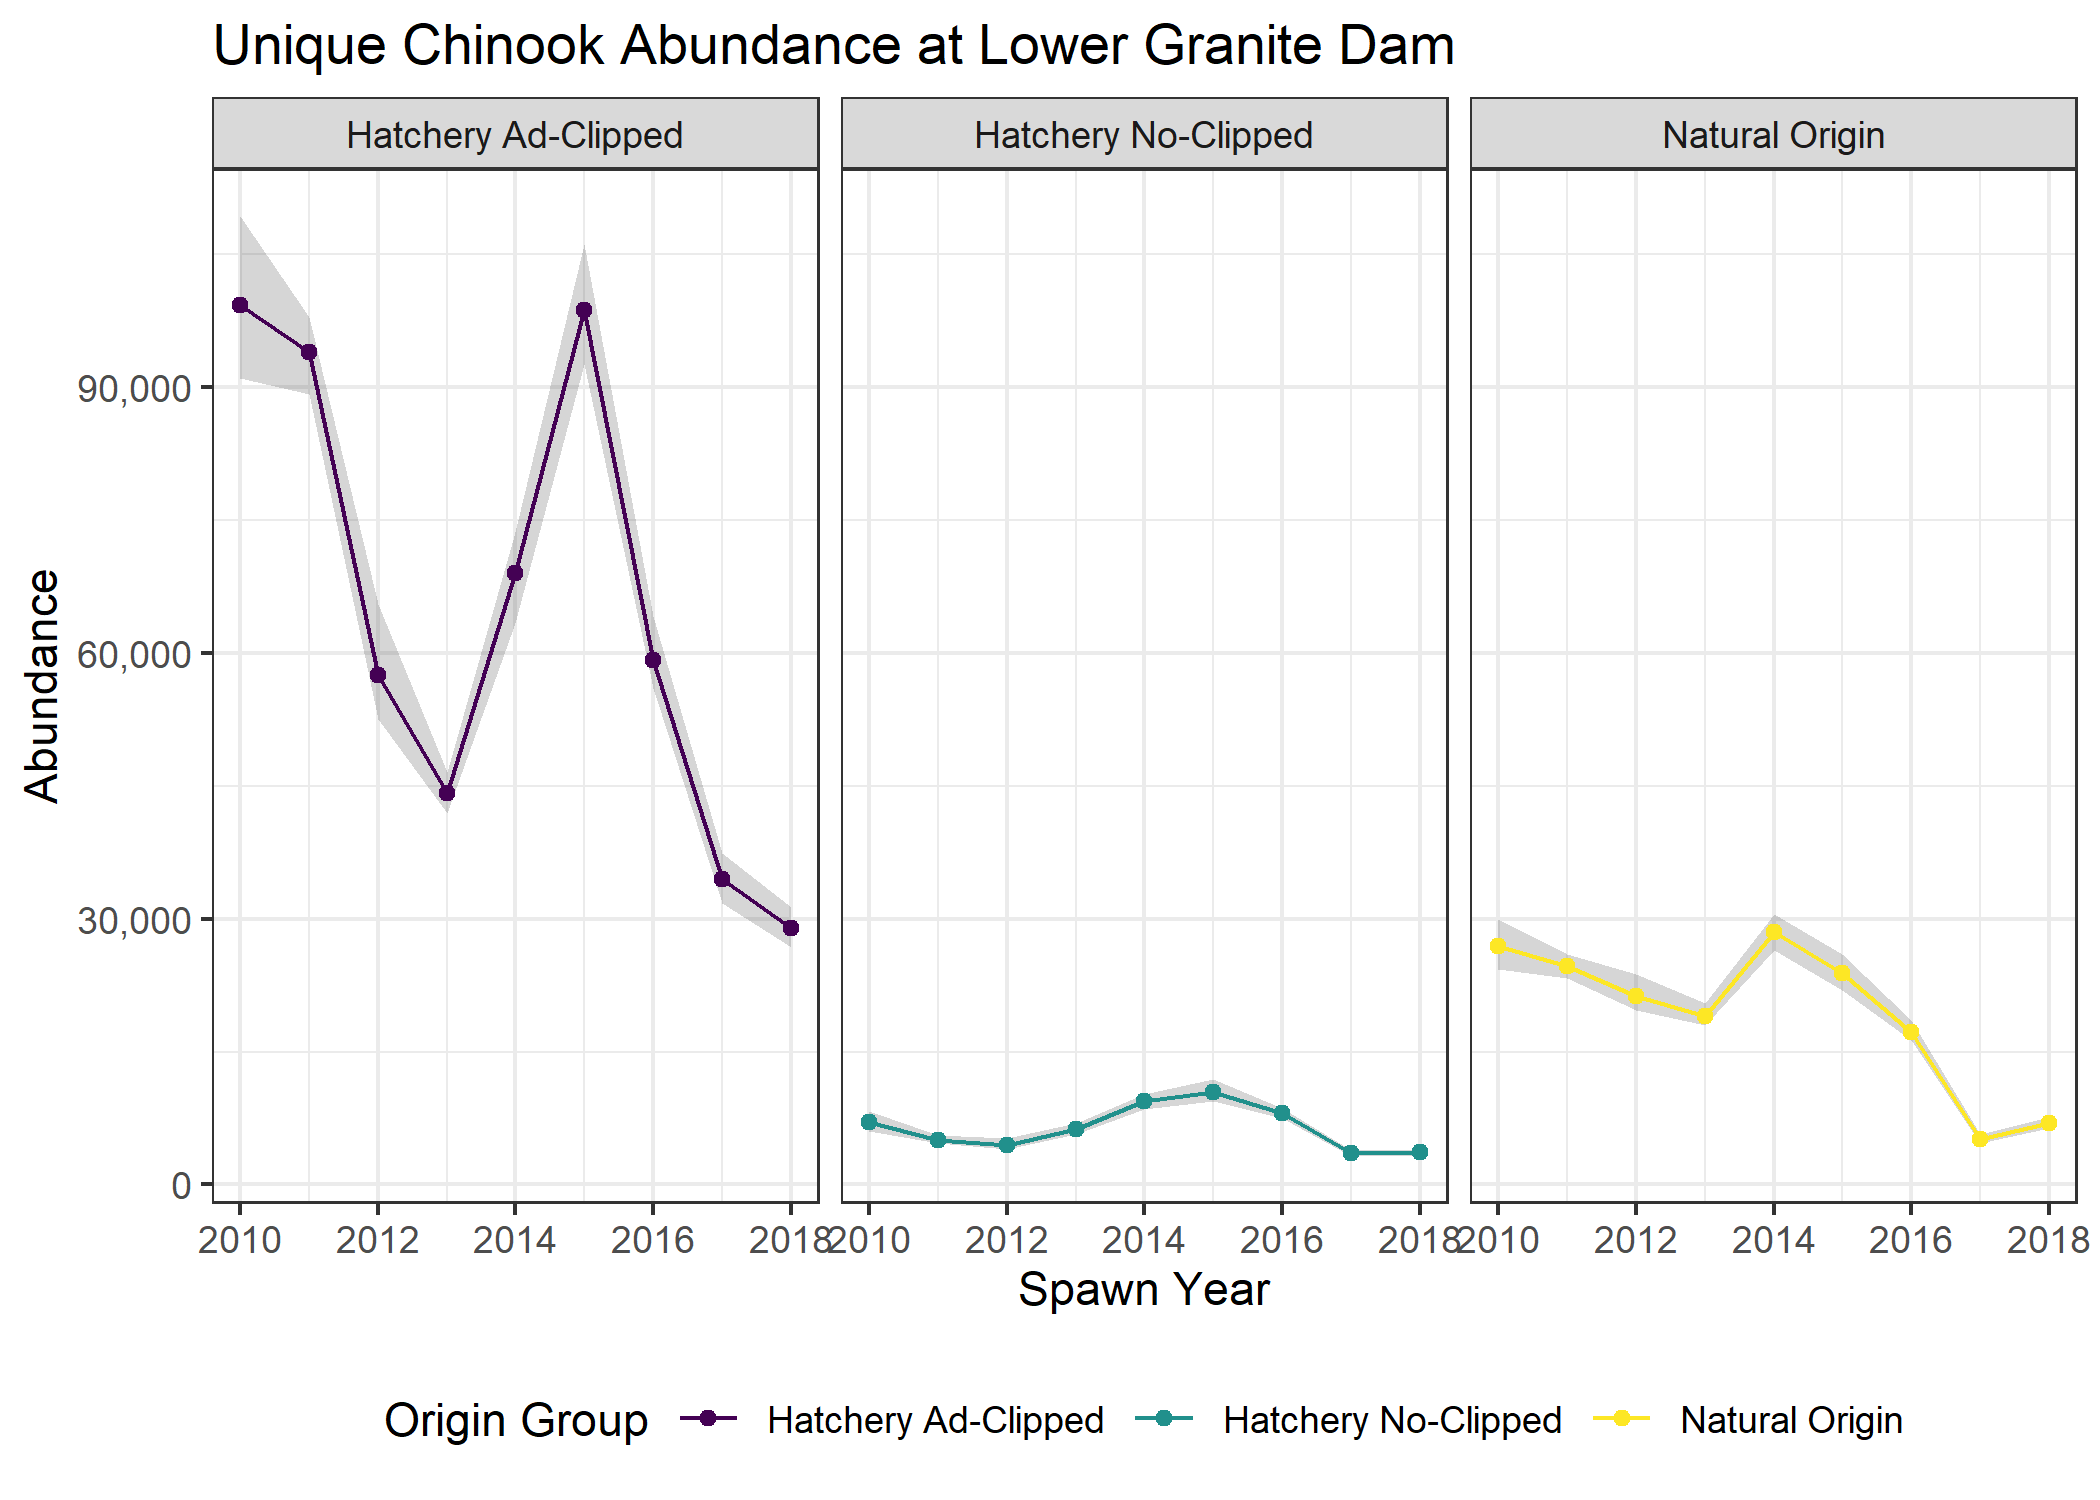 Unique Chinook Abundance at Lower Granite Dam
Hatchery Ad-Clipped
Hatchery No-Clipped
Natural Origin
Abundance
90,000
60,000
30,000
0
2010 2012 2014 2016 2018
2010 2012 2014 2016 2018
2010 2012 2014 2016 2018
Spawn Year
Origin Group Hatchery Ad-Clipped Hatchery No-Clipped Natural Origin